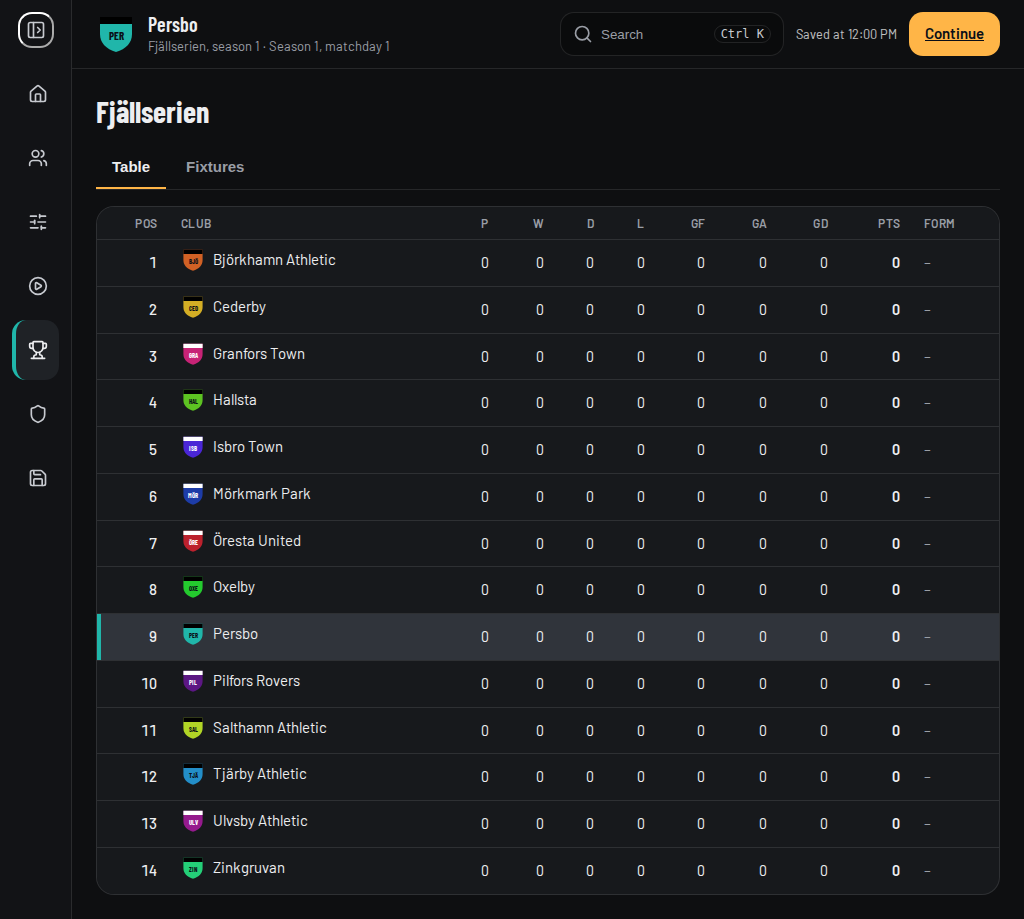 PER
Persbo
Fjällserien, season 1 · Season 1, matchday 1
Search
Ctrl K
Saved at 12:00 PM
Continue
Fjällserien
Table Fixtures
POS CLUB P W D L GF GA GD PTS FORM
1 BJÖ Björkhamn Athletic 0 0 0 0 0 0 0 0 –
2 CED Cederby 0 0 0 0 0 0 0 0 –
3 GRA Granfors Town 0 0 0 0 0 0 0 0 –
4 HAL Hallsta 0 0 0 0 0 0 0 0 –
5 ISB Isbro Town 0 0 0 0 0 0 0 0 –
6 MÖR Mörkmark Park 0 0 0 0 0 0 0 0 –
7 ÖRE Öresta United 0 0 0 0 0 0 0 0 –
8 OXE Oxelby 0 0 0 0 0 0 0 0 –
9 PER Persbo 0 0 0 0 0 0 0 0 –
10 PIL Pilfors Rovers 0 0 0 0 0 0 0 0 –
11 SAL Salthamn Athletic 0 0 0 0 0 0 0 0 –
12 TJÄ Tjärby Athletic 0 0 0 0 0 0 0 0 –
13 ULV Ulvsby Athletic 0 0 0 0 0 0 0 0 –
14 ZIN Zinkgruvan 0 0 0 0 0 0 0 0 –